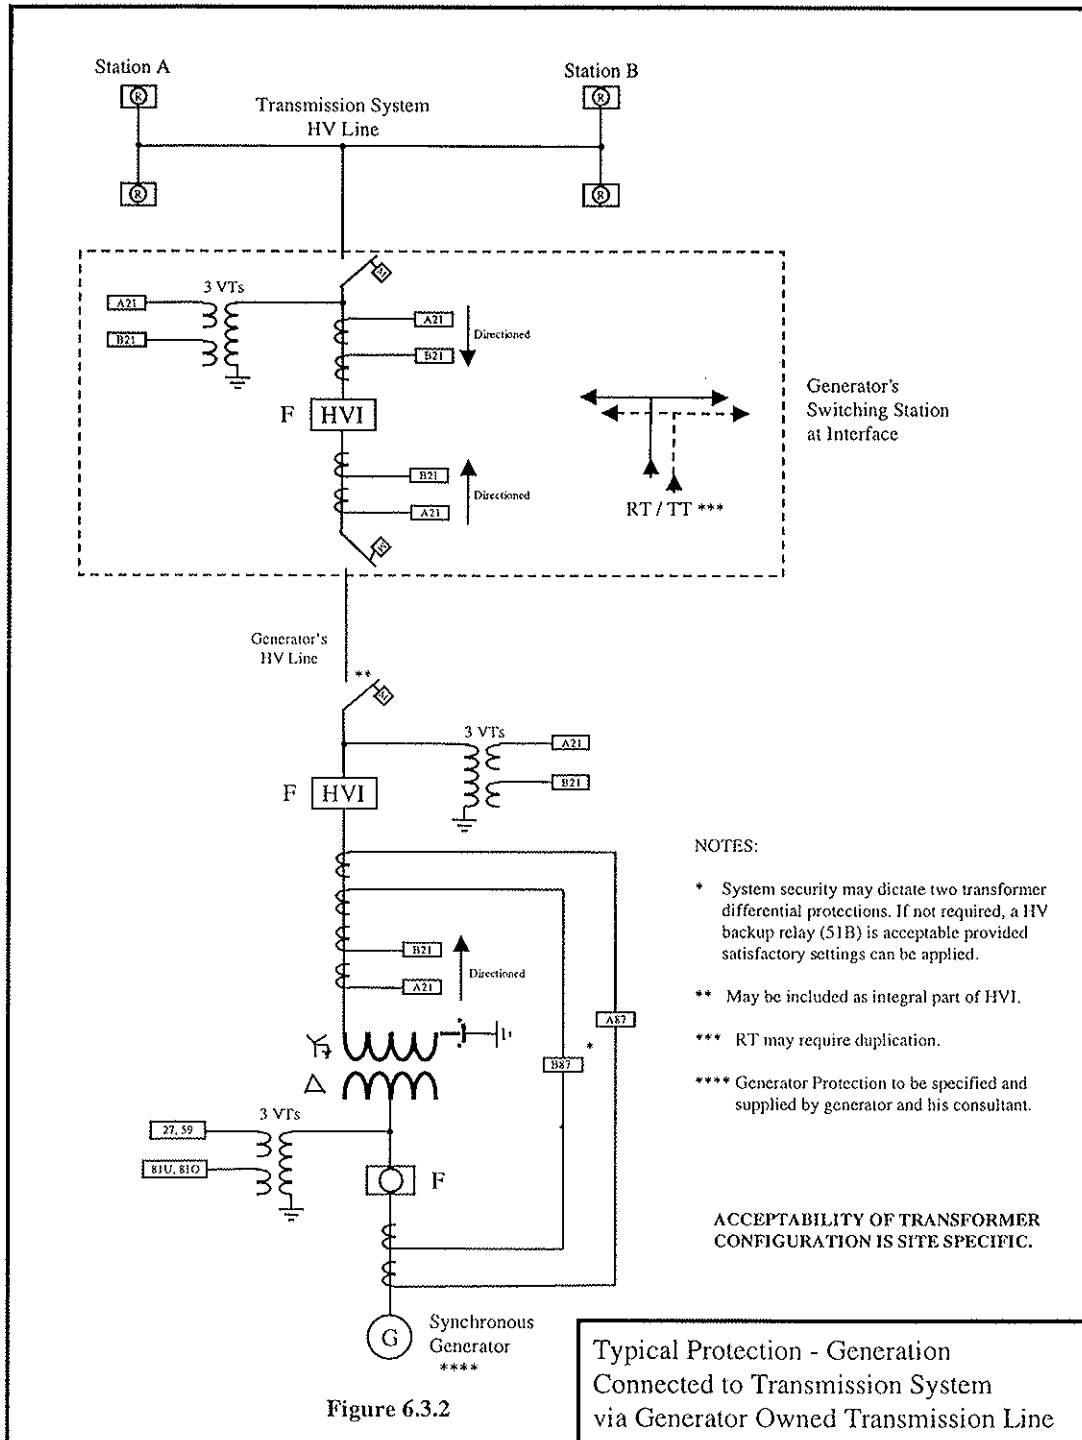 Station A
Station B
R
R
Transmission System
HV Line
R
R
3 VTs
A21
A21
Directioned
B21
B21
F
HVI
Generator's
Switching Station
at Interface
B21
Directioned
A21
RT / TT ***
Generator's
HV Line
**
3 VTs
A21
B21
F
HVI
NOTES:
* System security may dictate two transformer
differential protections. If not required, a HV
backup relay (51B) is acceptable provided
satisfactory settings can be applied.
B21
Directioned
A21
** May be included as integral part of HVI.
A87
*** RT may require duplication.
*
B87
**** Generator Protection to be specified and
supplied by generator and his consultant.
3 VTs
27, 59
81U, 81O
F
ACCEPTABILITY OF TRANSFORMER
CONFIGURATION IS SITE SPECIFIC.
G
Synchronous
Generator
****
Figure 6.3.2
Typical Protection - Generation
Connected to Transmission System
via Generator Owned Transmission Line